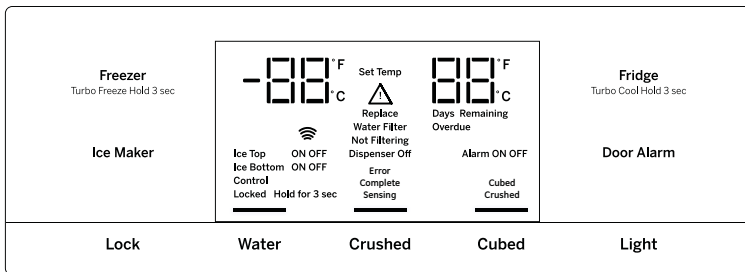 Freezer
Turbo Freeze Hold 3 sec
Ice Maker
-88 °F °C
Set Temp
88 °F °C
Replace
Water Filter
Not Filtering
Dispenser Off
Days Remaining
Overdue
Ice Top ON OFF
Ice Bottom ON OFF
Control
Locked Hold for 3 sec
Error
Complete
Sensing
Alarm ON OFF
Cubed
Crushed
Fridge
Turbo Cool Hold 3 sec
Door Alarm
Lock Water Crushed Cubed Light